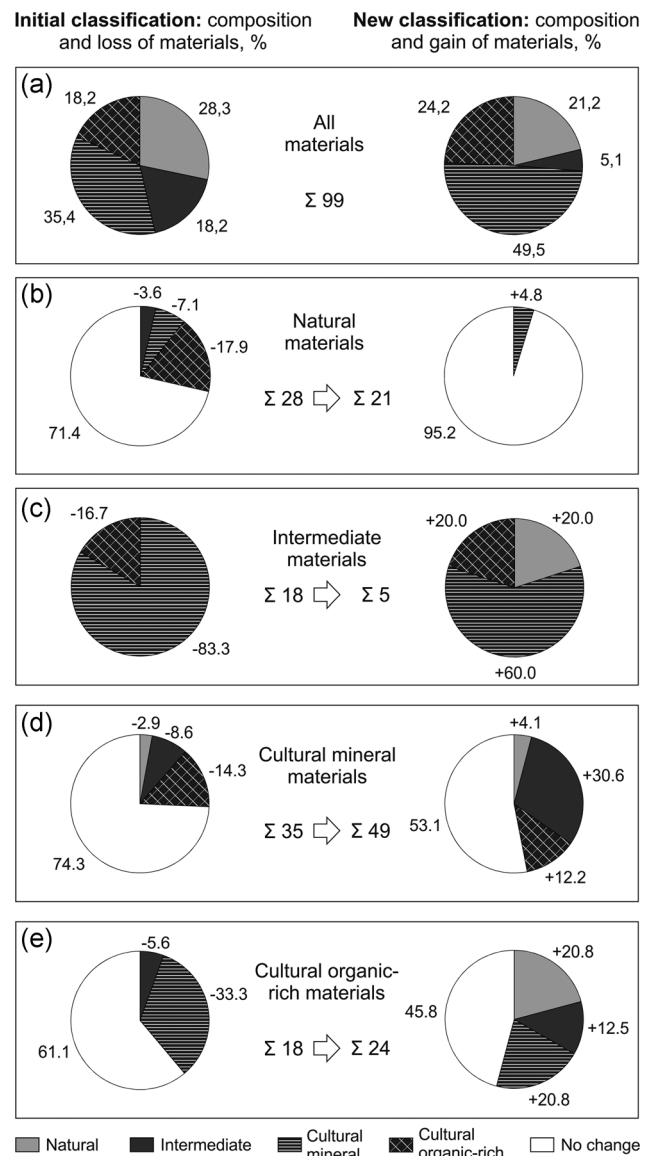 Initial classification: composition and loss of materials, %
New classification: composition and gain of materials, %
(a)
18,2
28,3
35,4
18,2
All
materials
Σ 99
24,2
21,2
5,1
49,5
(b)
-3.6
-7.1
-17.9
71.4
Natural
materials
Σ 28 ⇨ Σ 21
+4.8
95.2
(c)
-16.7
-83.3
Intermediate
materials
Σ 18 ⇨ Σ 5
+20.0
+20.0
+60.0
(d)
-2.9
-8.6
-14.3
74.3
Cultural mineral
materials
Σ 35 ⇨ Σ 49
+4.1
+30.6
53.1
+12.2
(e)
-5.6
-33.3
61.1
Cultural organic-
rich materials
Σ 18 ⇨ Σ 24
+20.8
45.8
+12.5
+20.8
Natural
Intermediate
Cultural
mineral
Cultural
organic-rich
No change